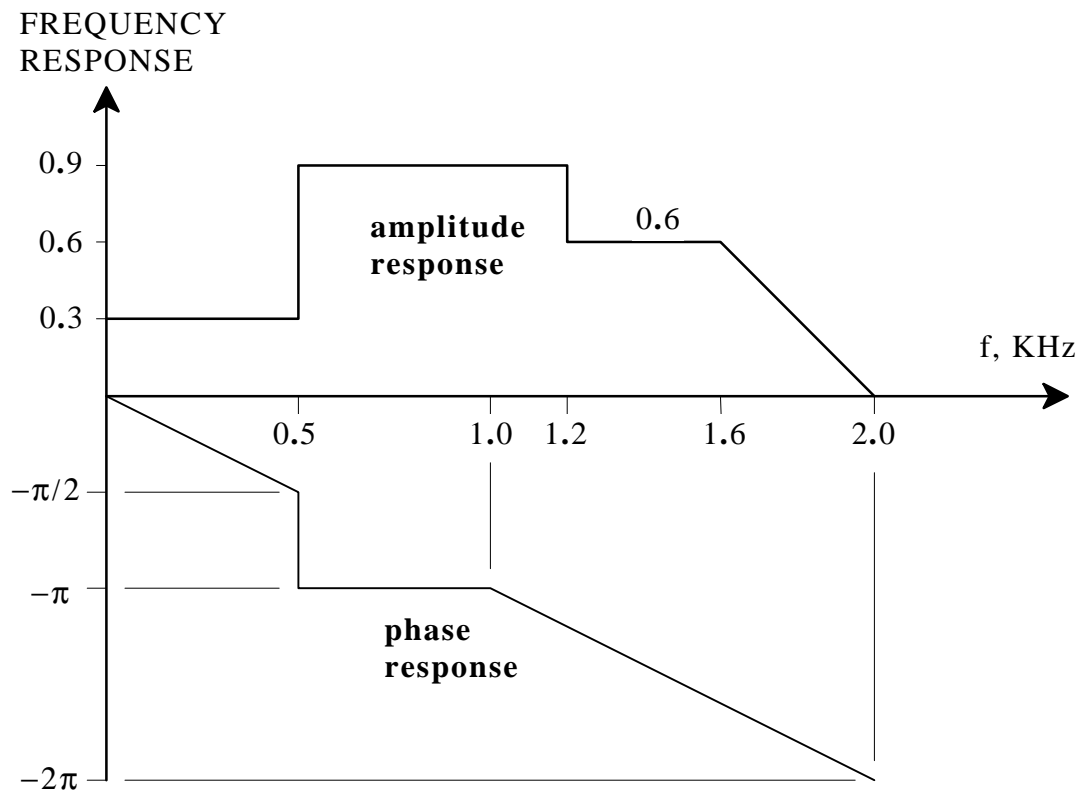 FREQUENCY
RESPONSE
0.9
0.6
0.3
amplitude
response
0.6
f, KHz
0.5
1.0
1.2
1.6
2.0
−π/2
−π
phase
response
−2π